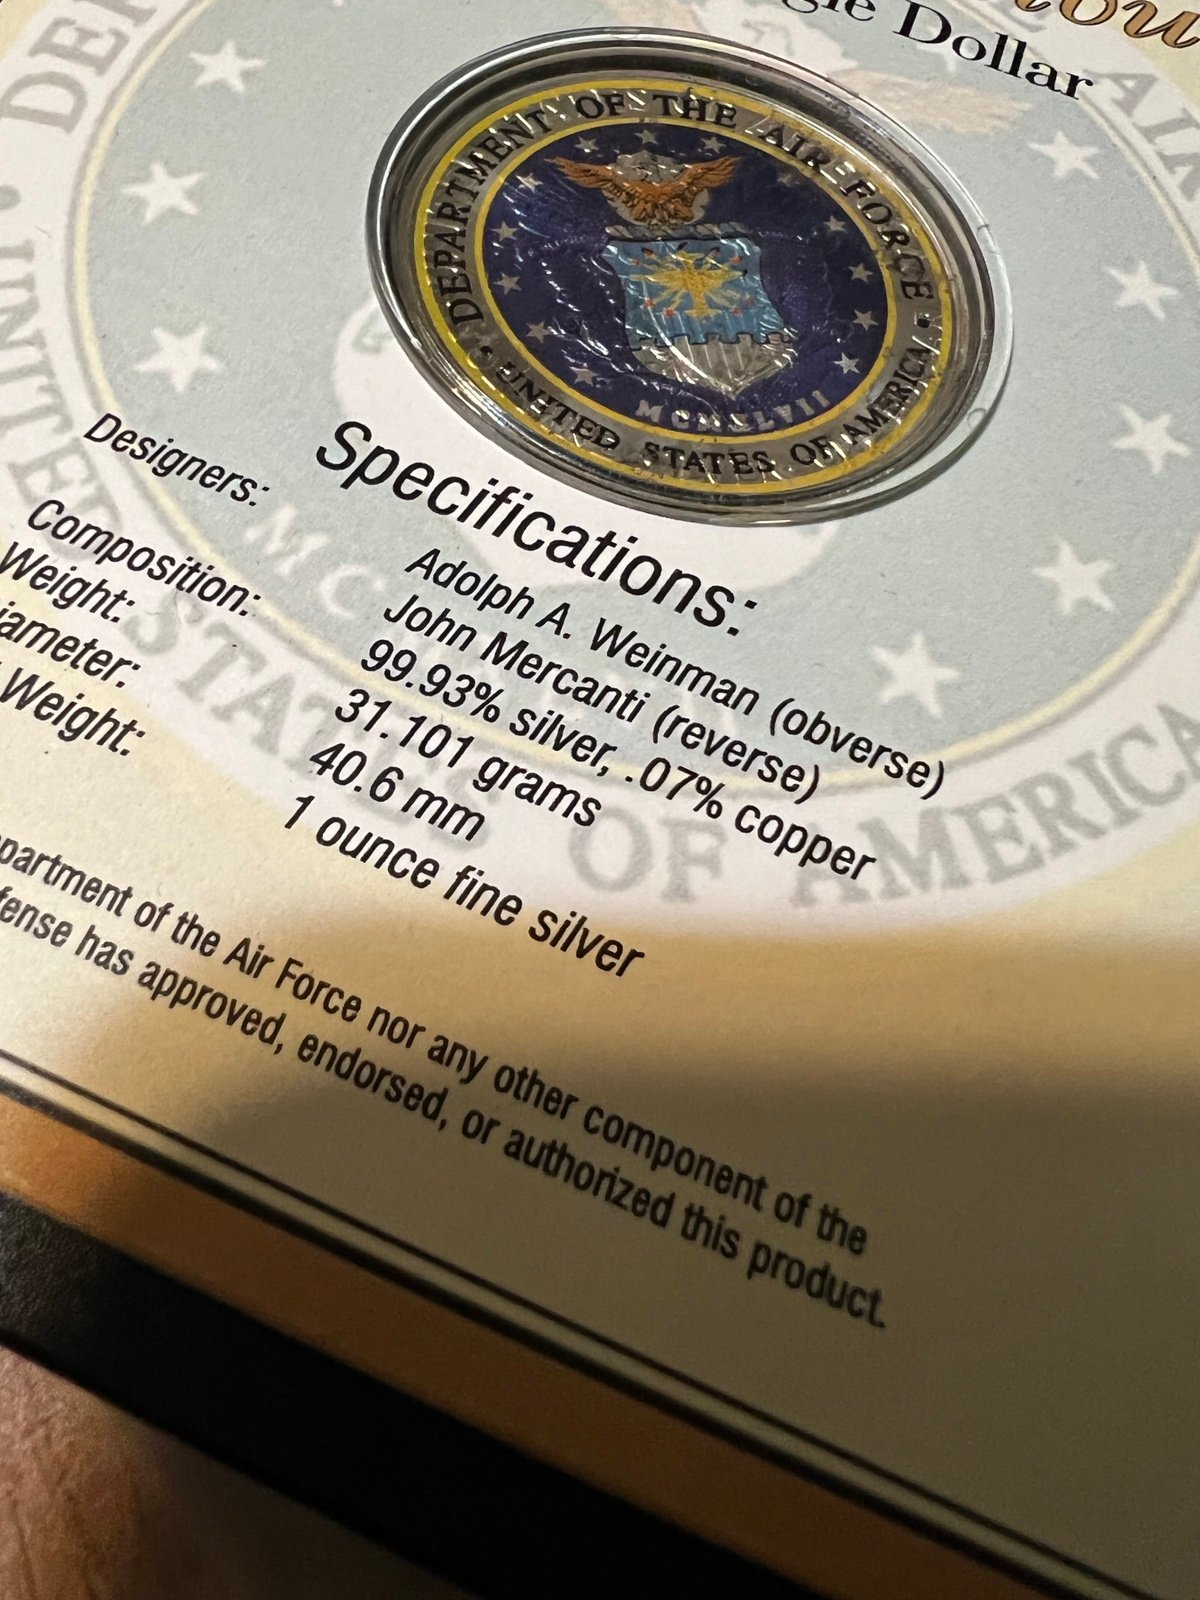 Dollar
DEPARTMENT OF THE AIR FORCE
MCMXLVII
UNITED STATES OF AMERICA
Specifications:
Designers: Adolph A. Weinman (obverse)
John Mercanti (reverse)
Composition: 99.93% silver, .07% copper
Weight: 31.101 grams
iameter: 40.6 mm
Weight: 1 ounce fine silver
partment of the Air Force nor any other component of the
fense has approved, endorsed, or authorized this product.
STATES OF AMERICA